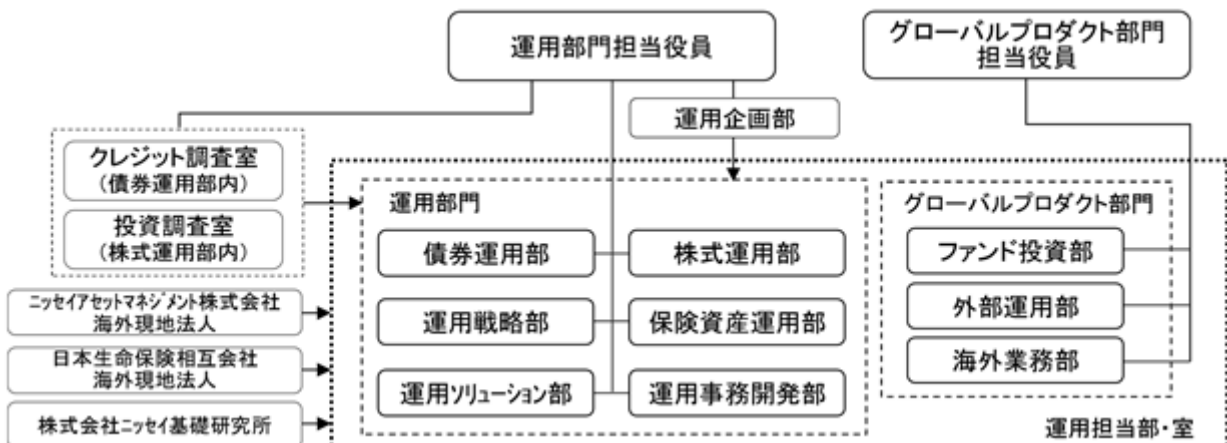 運用部門担当役員
グローバルプロダクト部門
担当役員
運用企画部
クレジット調査室
(債券運用部内)
投資調査室
(株式運用部内)
運用部門
債券運用部
株式運用部
運用戦略部
保険資産運用部
運用ソリューション部
運用事務開発部
グローバルプロダクト部門
ファンド投資部
外部運用部
海外業務部
ニッセイアセットマネジメント株式会社
海外現地法人
日本生命保険相互会社
海外現地法人
株式会社ニッセイ基礎研究所
運用担当部・室